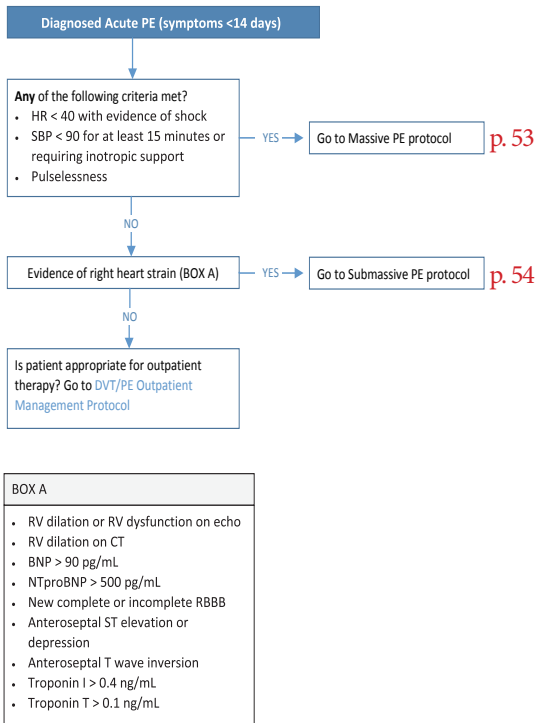 Diagnosed Acute PE (symptoms <14 days)
Any of the following criteria met?
• HR < 40 with evidence of shock
• SBP < 90 for at least 15 minutes or
requiring inotropic support
• Pulselessness
YES
Go to Massive PE protocol
p. 53
NO
Evidence of right heart strain (BOX A)
YES
Go to Submassive PE protocol
p. 54
NO
Is patient appropriate for outpatient
therapy? Go to DVT/PE Outpatient
Management Protocol
BOX A
• RV dilation or RV dysfunction on echo
• RV dilation on CT
• BNP > 90 pg/mL
• NTproBNP > 500 pg/mL
• New complete or incomplete RBBB
• Anteroseptal ST elevation or
depression
• Anteroseptal T wave inversion
• Troponin I > 0.4 ng/mL
• Troponin T > 0.1 ng/mL